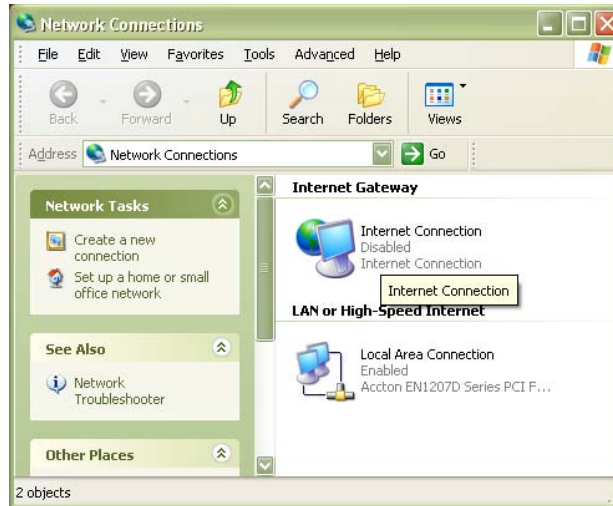 Network Connections
File Edit View Favorites Tools Advanced Help
Back Forward Up Search Folders Views
Address Network Connections Go
Network Tasks
Create a new
connection
Set up a home or small
office network
See Also
Network
Troubleshooter
Other Places
Internet Gateway
Internet Connection
Disabled
Internet Connection
Internet Connection
LAN or High-Speed Internet
Local Area Connection
Enabled
Accton EN1207D Series PCI F...
2 objects